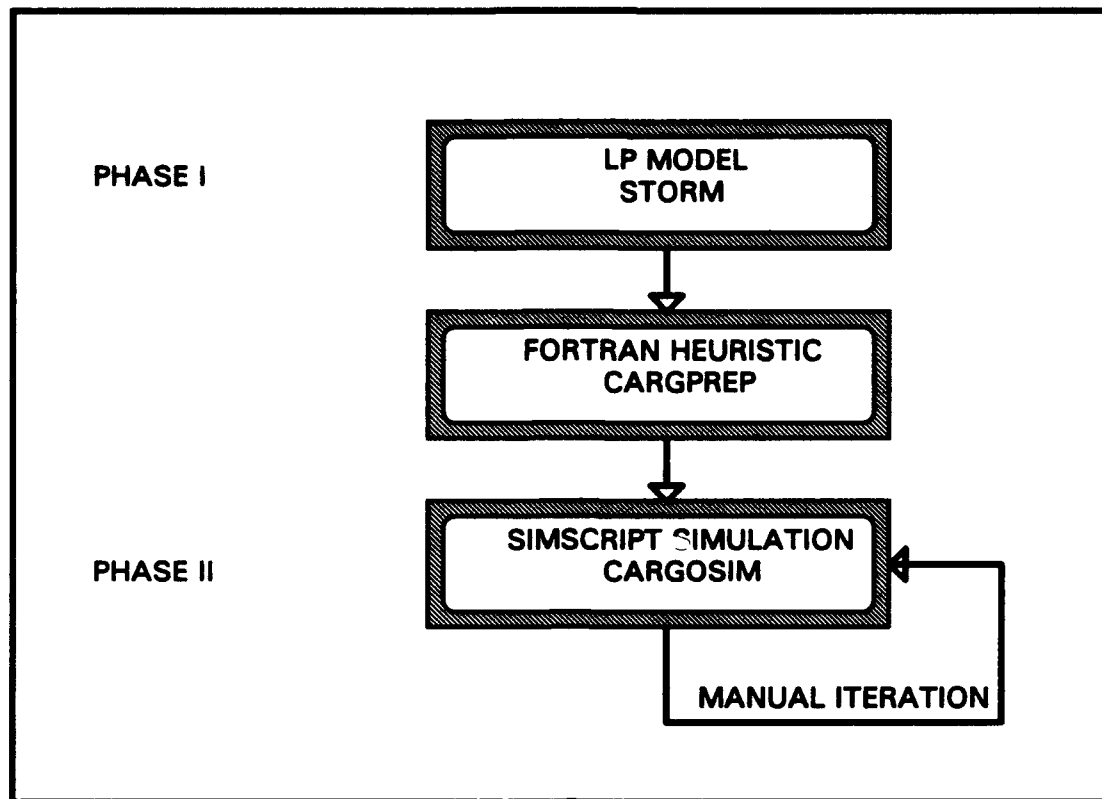 PHASE I
LP MODEL
STORM
FORTRAN HEURISTIC
CARGPREP
PHASE II
SIMSCRIPT SIMULATION
CARGOSIM
MANUAL ITERATION